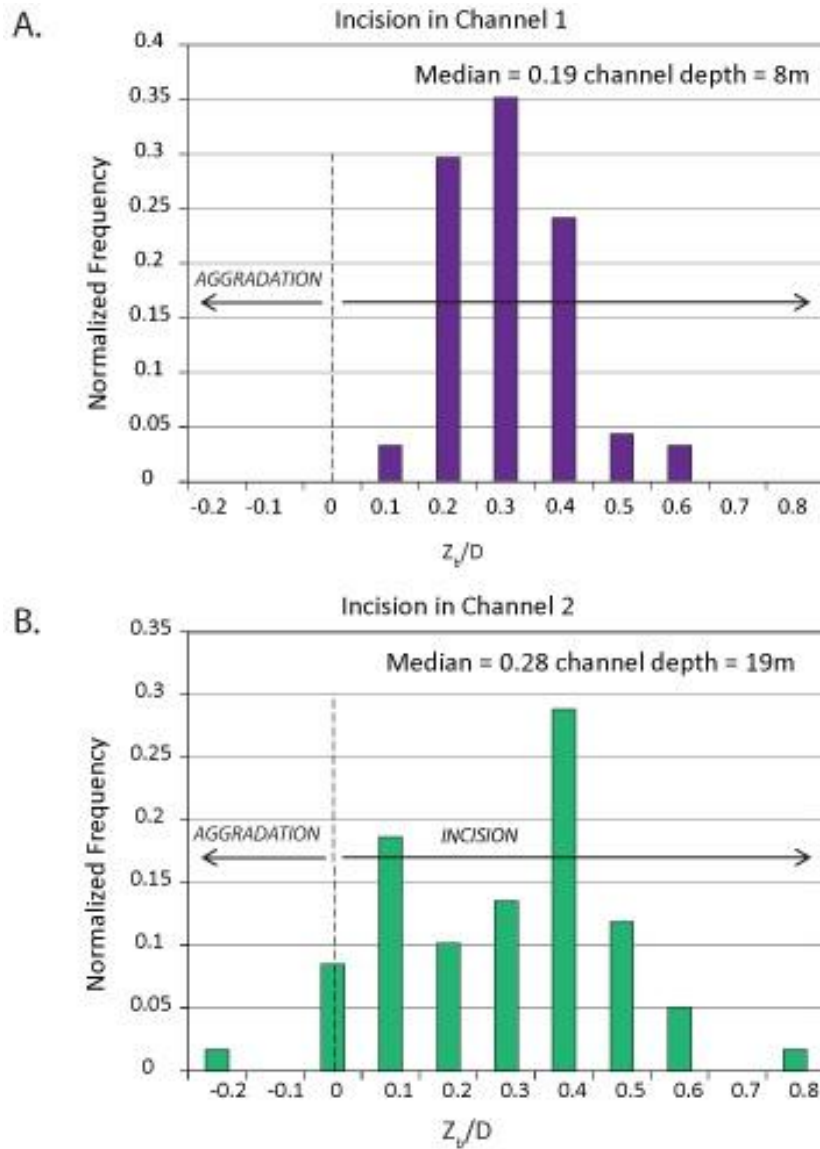 A.
Incision in Channel 1
Median = 0.19 channel depth = 8m
Normalized Frequency
0.4
0.35
0.3
0.25
0.2
0.15
0.1
0.05
0
AGGRADATION
-0.2 -0.1 0 0.1 0.2 0.3 0.4 0.5 0.6 0.7 0.8
Zb/D
B.
Incision in Channel 2
Median = 0.28 channel depth = 19m
Normalized Frequency
0.35
0.3
0.25
0.2
0.15
0.1
0.05
0
AGGRADATION INCISION
-0.2 -0.1 0 0.1 0.2 0.3 0.4 0.5 0.6 0.7 0.8
Zb/D